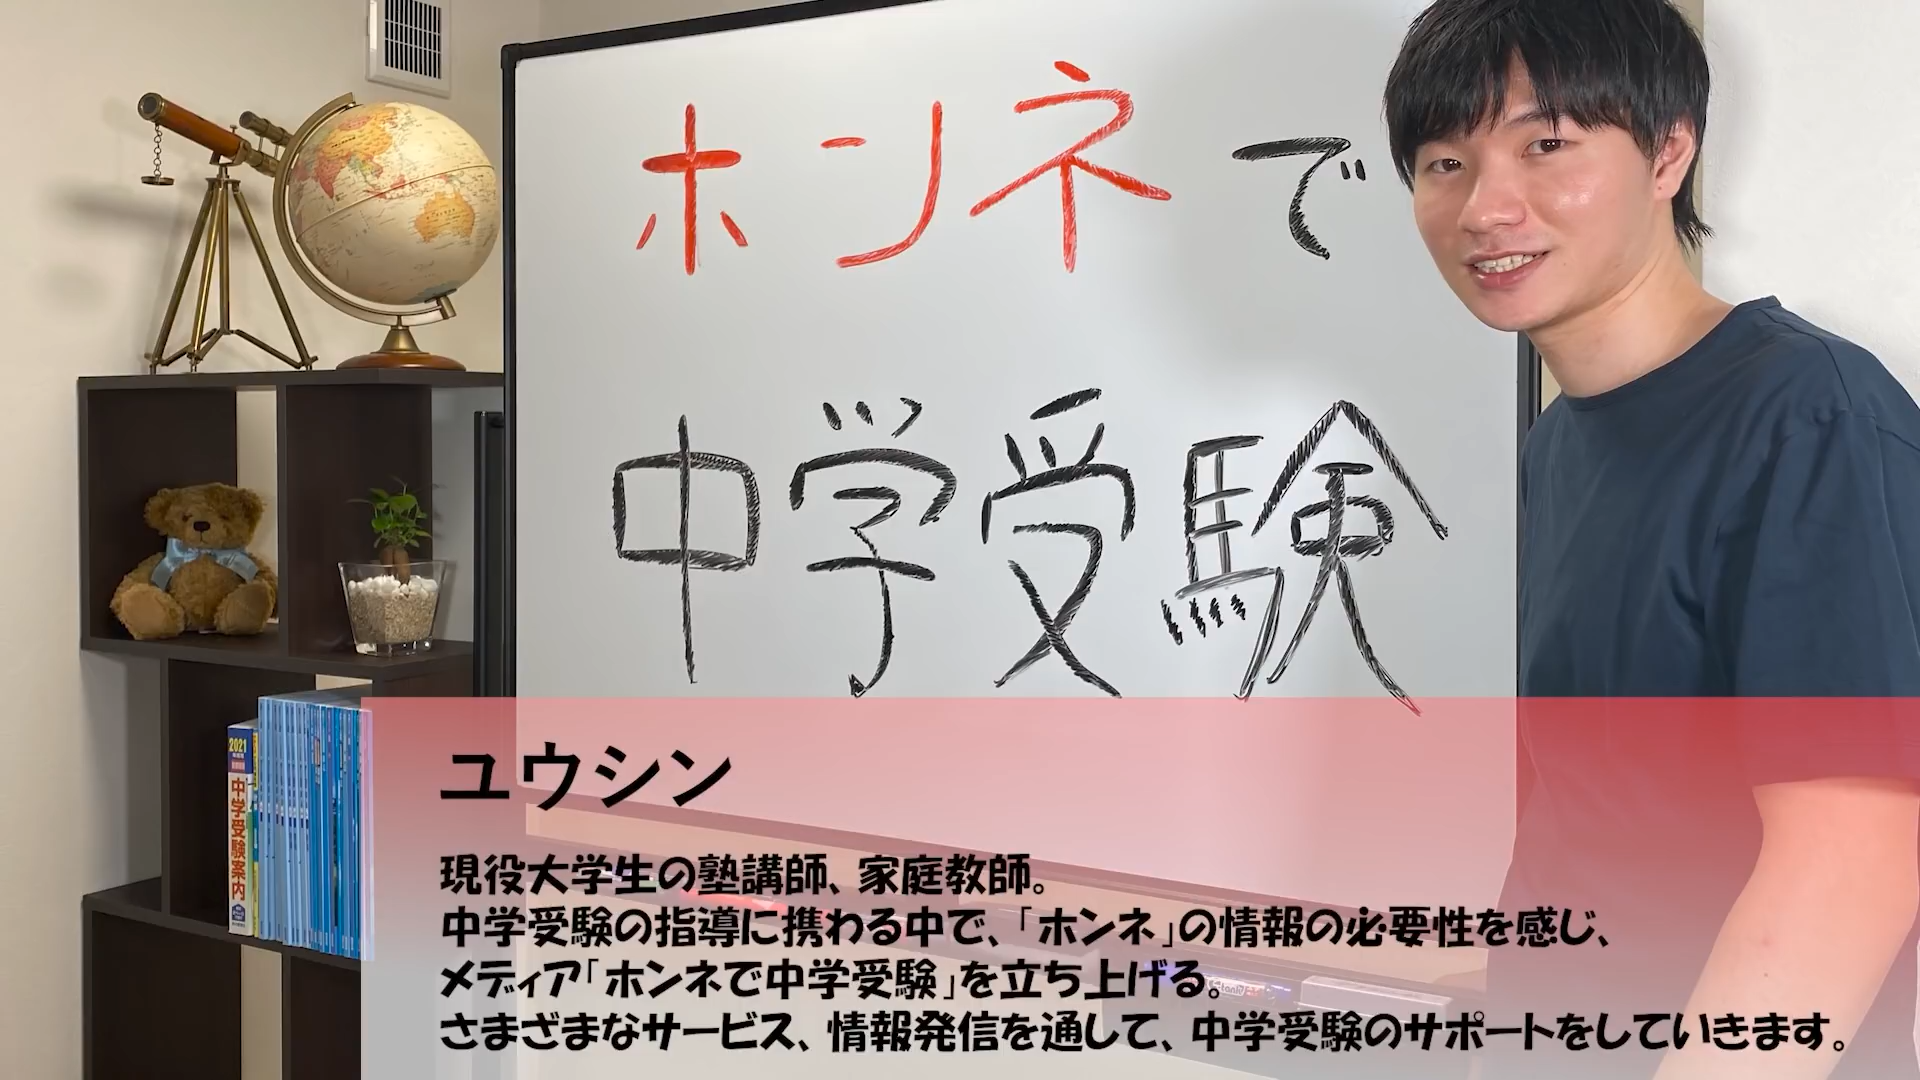 ホンネで
中学受験
2021
中学受験案内
ユウシン
現役大学生の塾講師、家庭教師。
中学受験の指導に携わる中で、「ホンネ」の情報の必要性を感じ、
メディア「ホンネで中学受験」を立ち上げる。
さまざまなサービス、情報発信を通して、中学受験のサポートをしていきます。